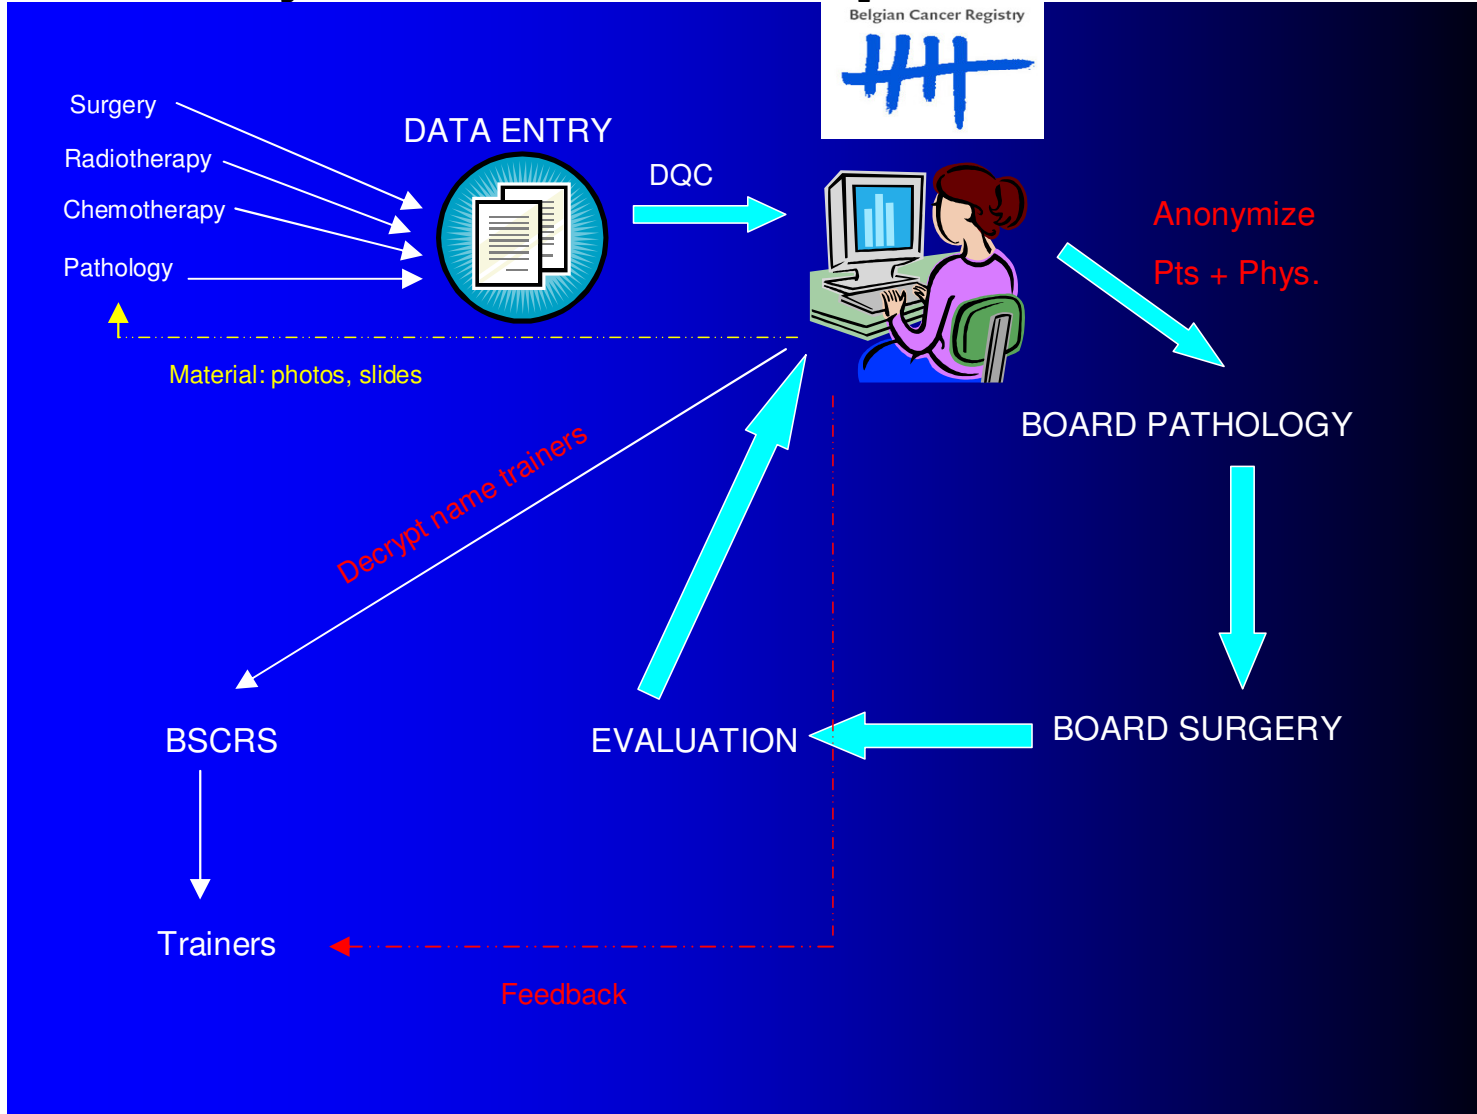 Belgian Cancer Registry
Surgery
DATA ENTRY
Radiotherapy
DQC
Chemotherapy
Anonymize
Pathology
Pts + Phys.
Material: photos, slides
BOARD PATHOLOGY
Decrypt name trainers
BSCRS
EVALUATION
BOARD SURGERY
Trainers
Feedback